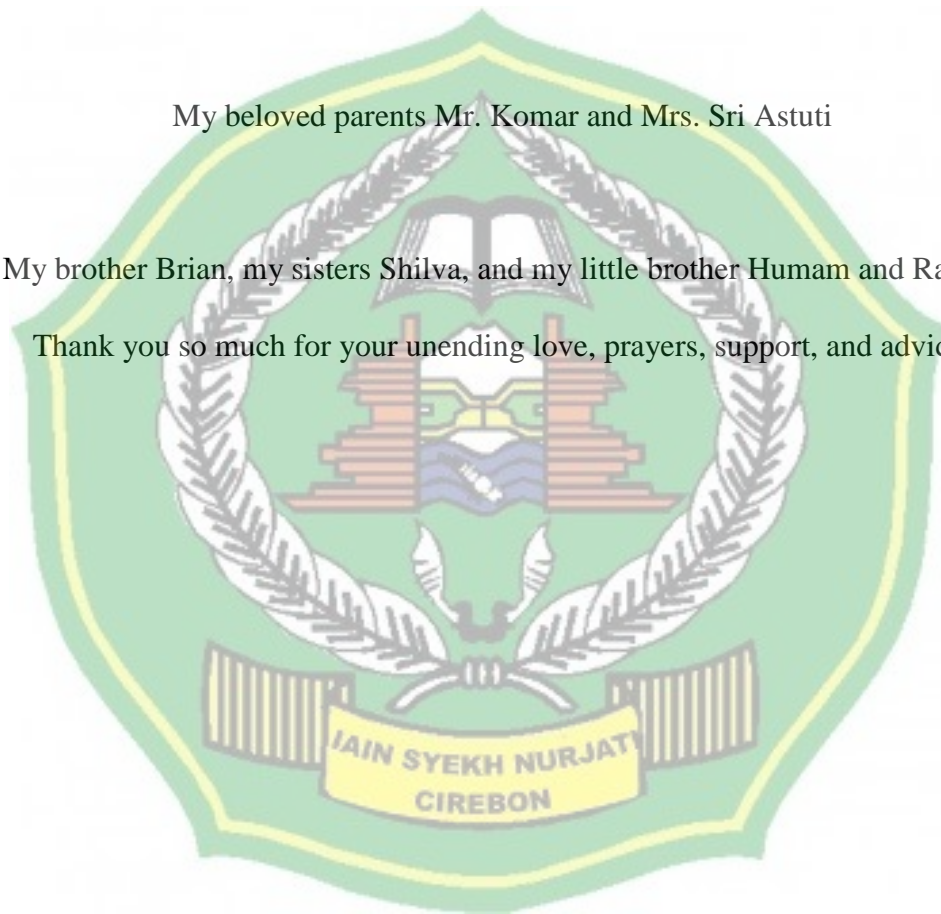 My beloved parents Mr. Komar and Mrs. Sri Astuti
My brother Brian, my sisters Shilva, and my little brother Humam and
Thank you so much for your unending love, prayers, support, and
IAIN SYEKH NURJATI
CIREBON